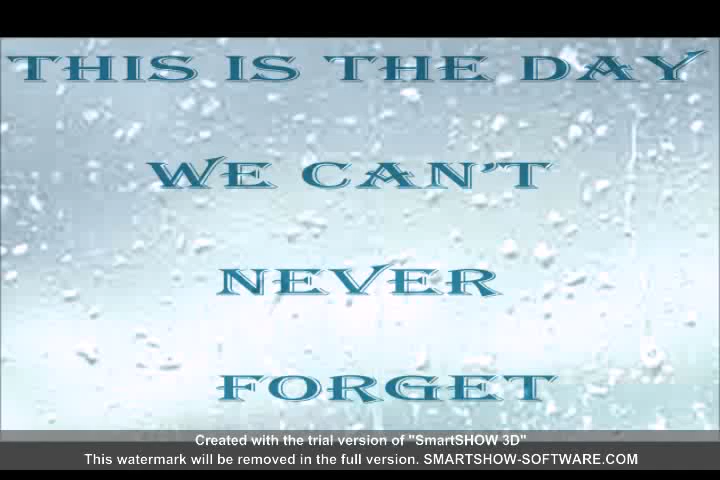 THIS IS THE DAY
WE CAN'T
NEVER
FORGET
Created with the trial version of "SmartSHOW 3D"
This watermark will be removed in the full version. SMARTSHOW-SOFTWARE.COM